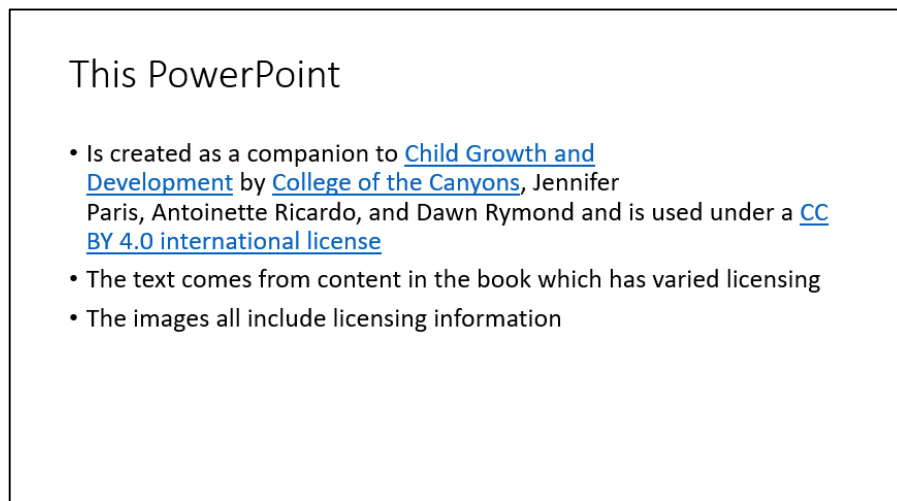 This PowerPoint
• Is created as a companion to Child Growth and
Development by College of the Canyons, Jennifer
Paris, Antoinette Ricardo, and Dawn Rymond and is used under a CC
BY 4.0 international license
• The text comes from content in the book which has varied licensing
• The images all include licensing information